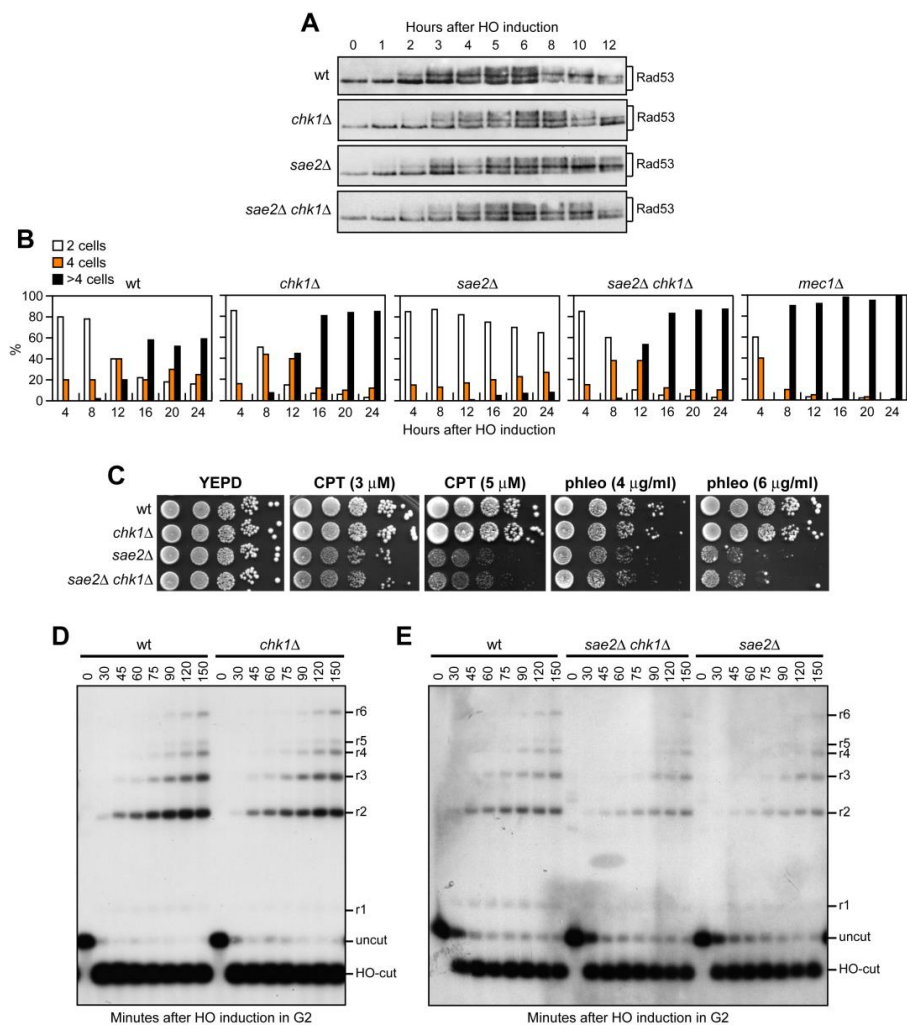 A
Hours after HO induction
0 1 2 3 4 5 6 8 10 12
wt Rad53
chk1Δ Rad53
sae2Δ Rad53
sae2Δ chk1Δ Rad53
B
2 cells
4 cells
>4 cells
wt chk1Δ sae2Δ sae2Δ chk1Δ mec1Δ
%
100
80
60
40
20
0
4 8 12 16 20 24 4 8 12 16 20 24 4 8 12 16 20 24 4 8 12 16 20 24 4 8 12 16 20 24
Hours after HO induction
C
YEPD CPT (3 μM) CPT (5 μM) phleo (4 μg/ml) phleo (6 μg/ml)
wt
chk1Δ
sae2Δ
sae2Δ chk1Δ
D
wt chk1Δ
0 30 45 60 75 90 120 150 0 30 45 60 75 90 120 150
r6
r5
r4
r3
r2
r1
uncut
HO-cut
Minutes after HO induction in G2
E
wt sae2Δ chk1Δ sae2Δ
0 30 45 60 75 90 120 150 0 30 45 60 75 90 120 150 0 30 45 60 75 90 120 150
r6
r5
r4
r3
r2
r1
uncut
HO-cut
Minutes after HO induction in G2